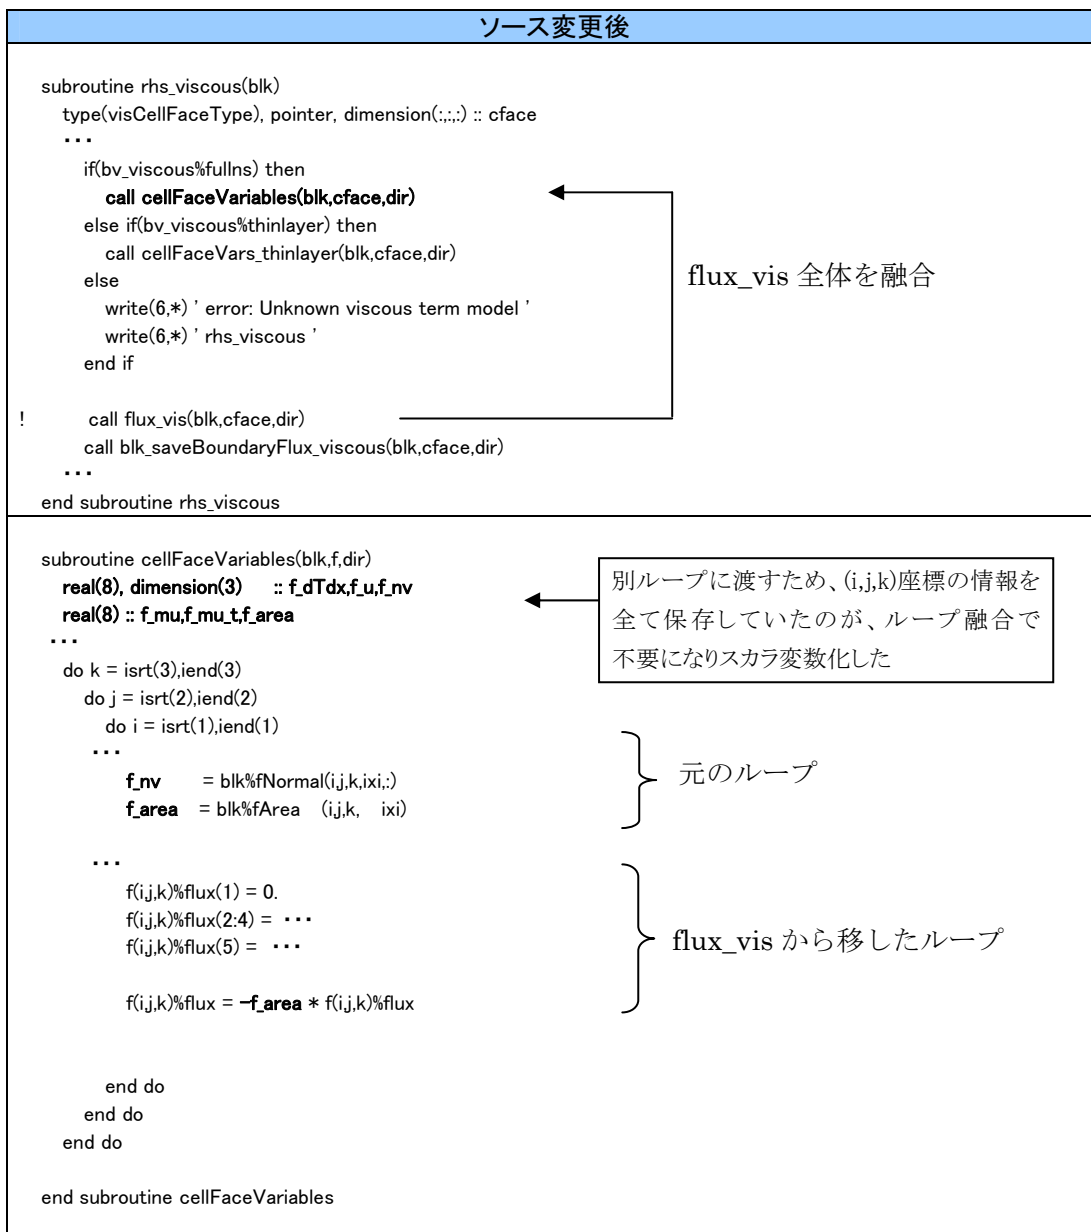 ソース変更後
subroutine rhs_viscous(blk)
type(visCellFaceType), pointer, dimension(:,:,:) :: cface
・・・
if(bv_viscous%fullns) then
call cellFaceVariables(blk,cface,dir)
else if(bv_viscous%thinlayer) then
call cellFaceVars_thinlayer(blk,cface,dir)
else
write(6,*) ' error: Unknown viscous term model '
write(6,*) ' rhs_viscous '
end if
flux_vis 全体を融合
! call flux_vis(blk,cface,dir)
call blk_saveBoundaryFlux_viscous(blk,cface,dir)
・・・
end subroutine rhs_viscous
subroutine cellFaceVariables(blk,f,dir)
real(8), dimension(3) :: f_dTdx,f_u,f_nv
real(8) :: f_mu,f_mu_t,f_area
・・・
別ループに渡すため、(i,j,k)座標の情報を
全て保存していたのが、ループ融合で
不要になりスカラ変数化した
do k = isrt(3),iend(3)
do j = isrt(2),iend(2)
do i = isrt(1),iend(1)
・・・
f_nv = blk%fNormal(i,j,k,ixi,:)
f_area = blk%fArea (i,j,k, ixi)
元のループ
・・・
f(i,j,k)%flux(1) = 0.
f(i,j,k)%flux(2:4) = ・・・
f(i,j,k)%flux(5) = ・・・
f(i,j,k)%flux = -f_area * f(i,j,k)%flux
flux_vis から移したループ
end do
end do
end do
end subroutine cellFaceVariables